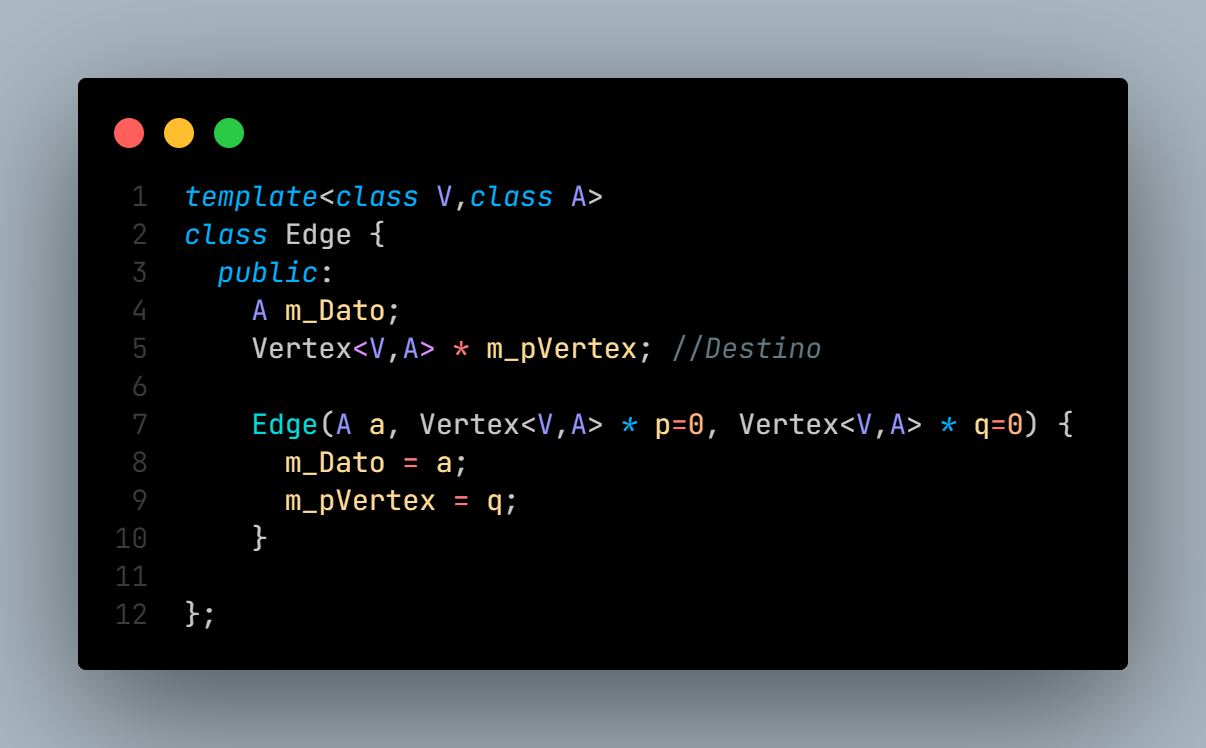 1 template<class V,class A>
2 class Edge {
3   public:
4     A m_Dato;
5     Vertex<V,A> * m_pVertex; //Destino
6
7     Edge(A a, Vertex<V,A> * p=0, Vertex<V,A> * q=0) {
8       m_Dato = a;
9       m_pVertex = q;
10     }
11
12 };